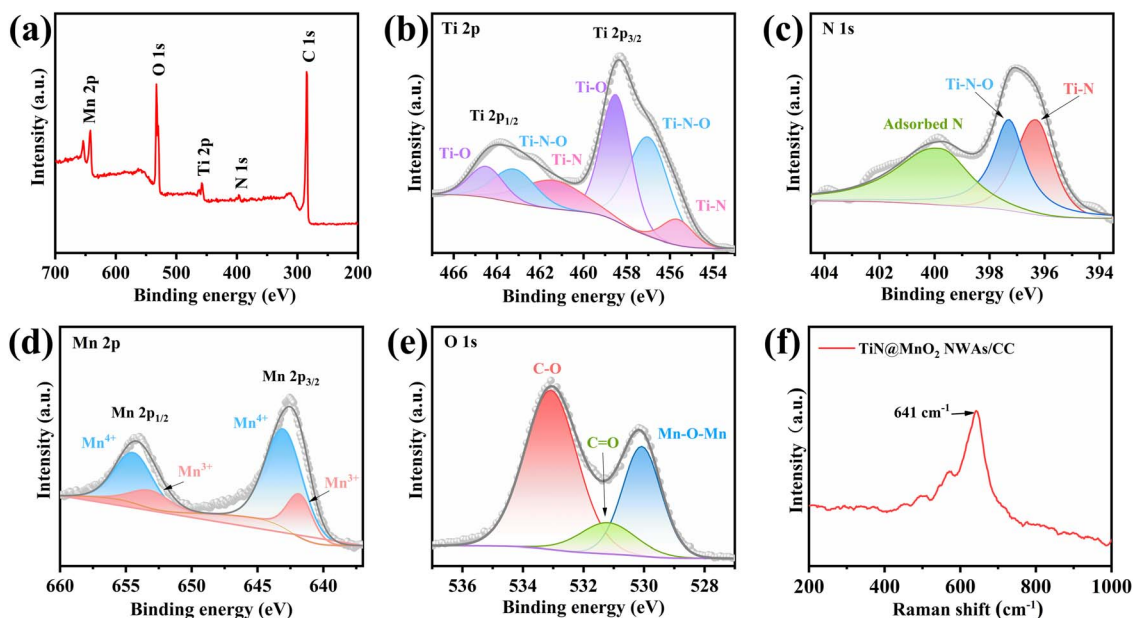 (a)
Mn 2p
O 1s
Ti 2p
N 1s
C 1s
Intensity (a.u.)
700 600 500 400 300 200
Binding energy (eV)
(b)
Ti 2p
Ti 2p3/2
Ti-O
Ti 2p1/2
Ti-N-O
Ti-N-O
Ti-O
Ti-N
Ti-N
Intensity (a.u.)
466 464 462 460 458 456 454
Binding energy (eV)
(c)
N 1s
Ti-N-O
Ti-N
Adsorbed N
Intensity (a.u.)
404 402 400 398 396 394
Binding energy (eV)
(d)
Mn 2p
Mn 2p3/2
Mn 2p1/2
Mn4+
Mn4+
Mn3+
Mn3+
Intensity (a.u.)
660 650 640
Binding energy (eV)
(e)
O 1s
C-O
C=O
Mn-O-Mn
Intensity (a.u.)
536 534 532 530 528
Binding energy (eV)
(f)
TiN@MnO2 NWAs/CC
641 cm-1
Intensity (a.u.)
200 400 600 800 1000
Raman shift (cm-1)